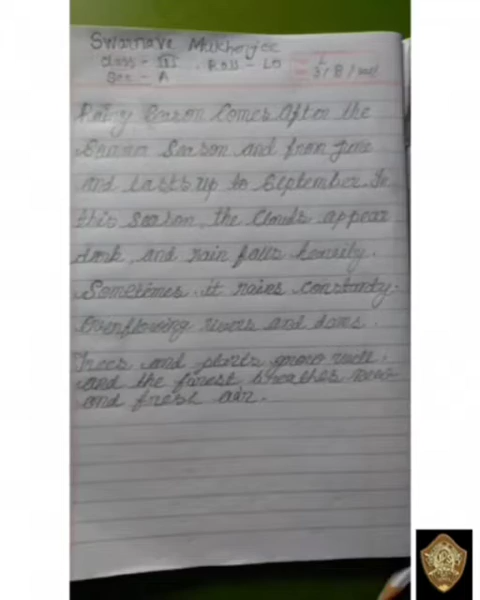 Swarnave Mukherjee
Class - III . Roll - 20
Sec - A
Rainy Season Comes After the
Summer Season and from June
and lasts up to September. In
this season, the Clouds appear
dark and rain falls heavily.
Sometimes it rains constantly.
Overflowing rivers and dams.
Trees and plants grow well.
and the forest breathes new
and fresh air.